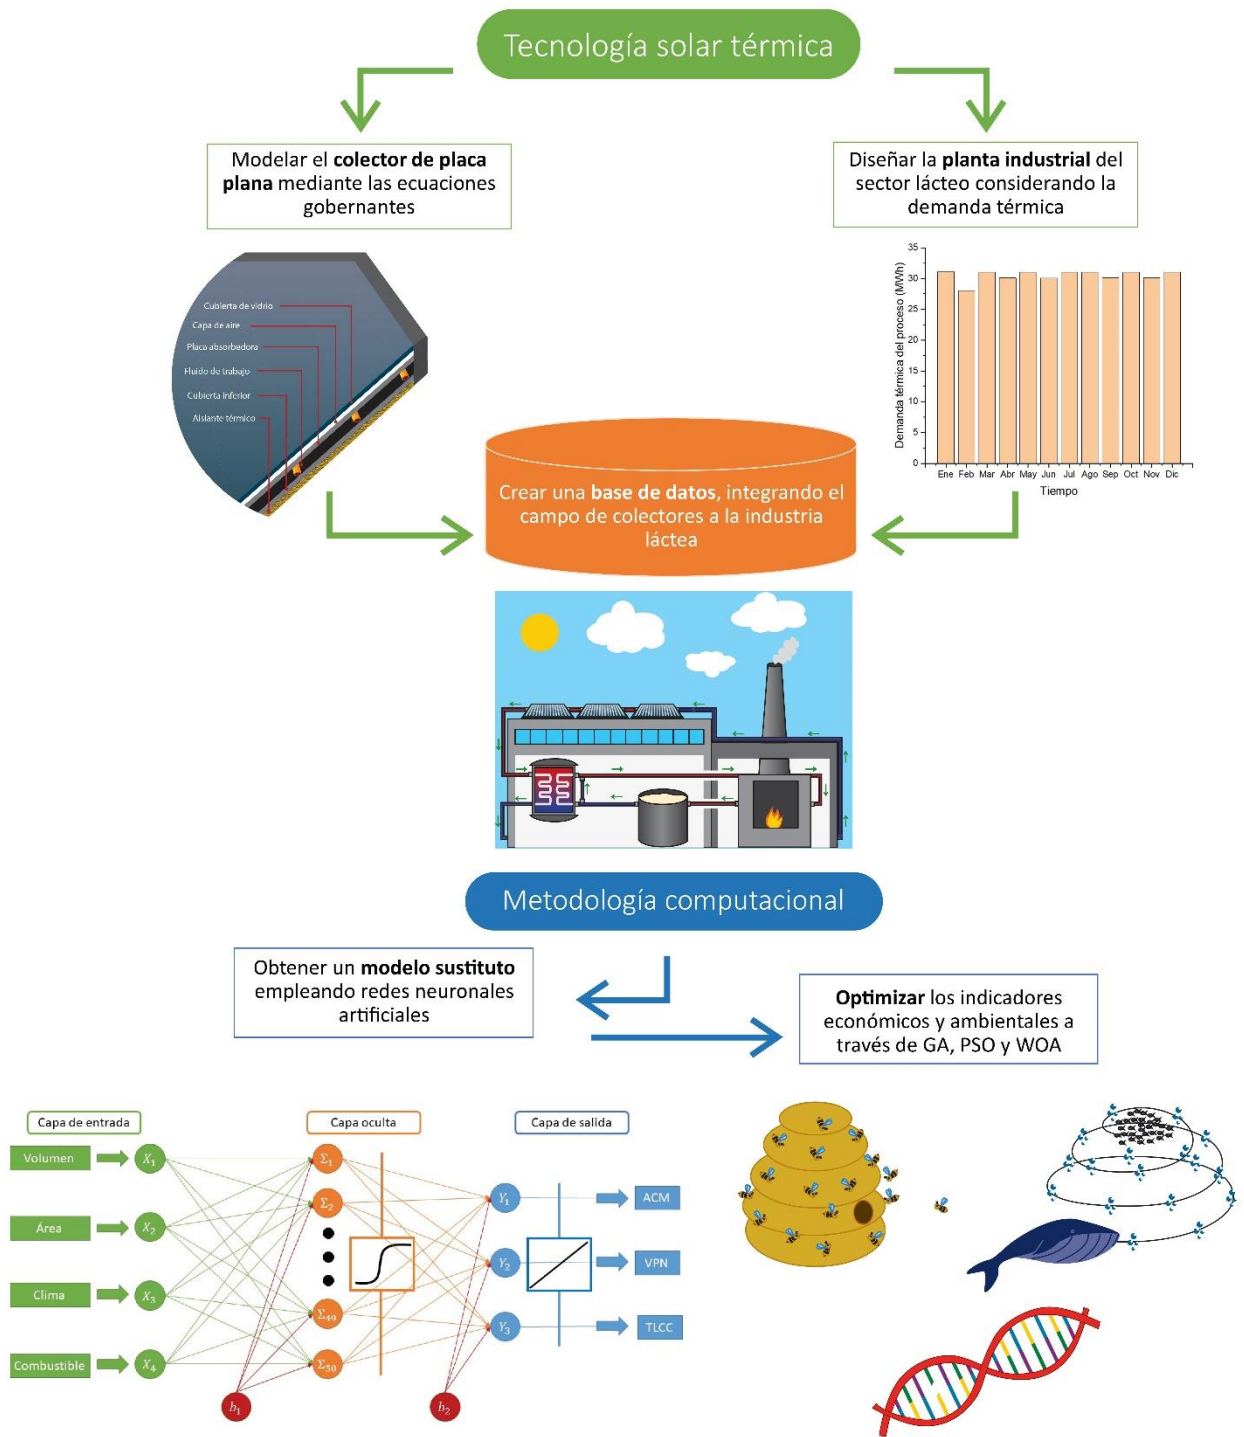 Tecnología solar térmica
Modelar el colector de placa
plana mediante las ecuaciones
gobernantes
Diseñar la planta industrial del
sector lácteo considerando la
demanda térmica
Cubierta de vidrio
Capa de aire
Placa absorbedora
Fluido de trabajo
Cubierta inferior
Aislante térmico
Demanda térmica del proceso (MWh)
35
30
25
20
15
10
5
0
Ene Feb Mar Abr May Jun Jul Ago Sep Oct Nov Dic
Tiempo
Crear una base de datos, integrando el
campo de colectores a la industria
láctea
Metodología computacional
Obtener un modelo sustituto
empleando redes neuronales
artificiales
Optimizar los indicadores
económicos y ambientales a
través de GA, PSO y WOA
Capa de entrada
Capa oculta
Capa de salida
Volumen
X₁
Σ₁
Área
X₂
Σ₂
Y₁
ACM
Clima
X₃
Σ₄₉
Y₂
VPN
Combustible
X₄
Σ₅₀
Y₃
TLCC
b₁
b₂